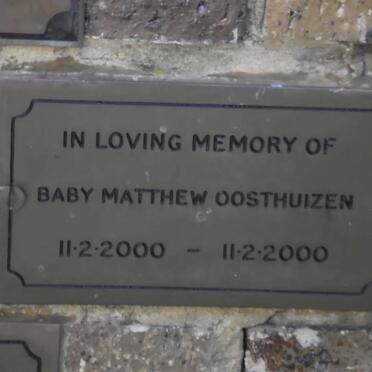 IN LOVING MEMORY OF
BABY MATTHEW OOSTHUIZEN
11·2·2000 - 11·2·2000